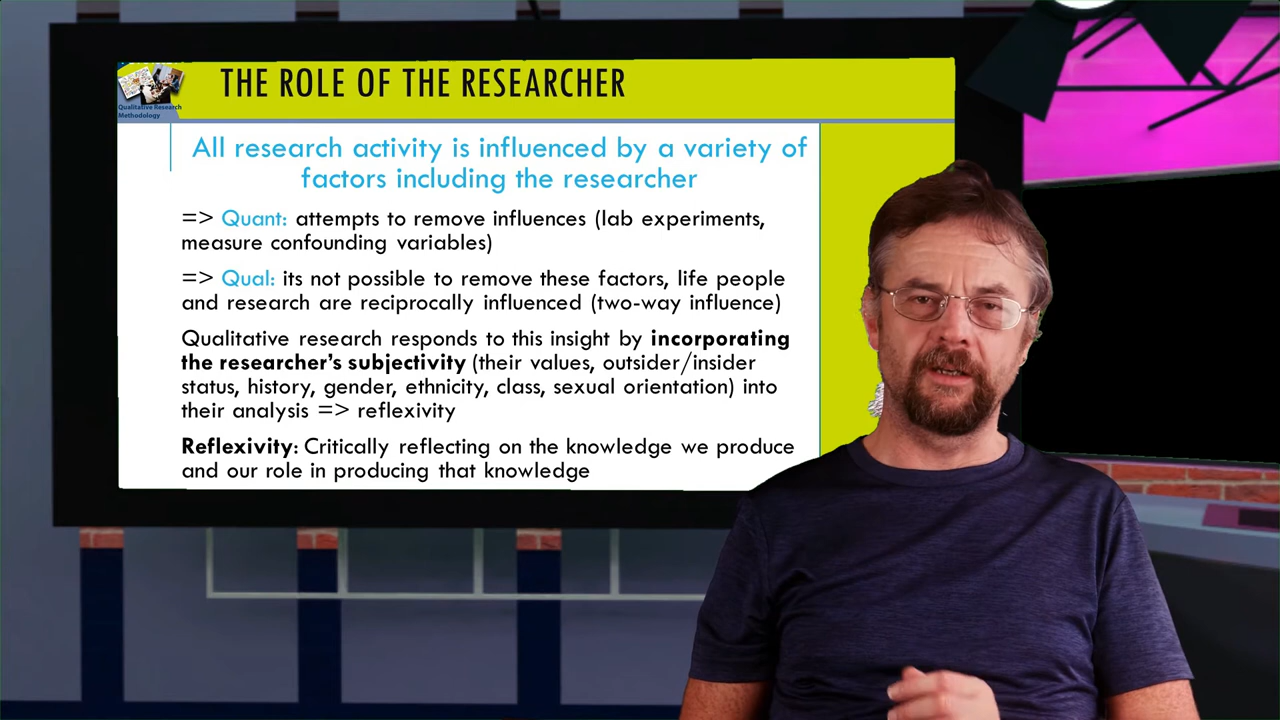 THE ROLE OF THE RESEARCHER
Qualitative Research
Methodology
All research activity is influenced by a variety of
factors including the researcher
=> Quant: attempts to remove influences (lab experiments,
measure confounding variables)
=> Qual: its not possible to remove these factors, life people
and research are reciprocally influenced (two-way influence)
Qualitative research responds to this insight by incorporating
the researcher's subjectivity (their values, outsider/insider
status, history, gender, ethnicity, class, sexual orientation) into
their analysis => reflexivity
Reflexivity: Critically reflecting on the knowledge we produce
and our role in producing that knowledge